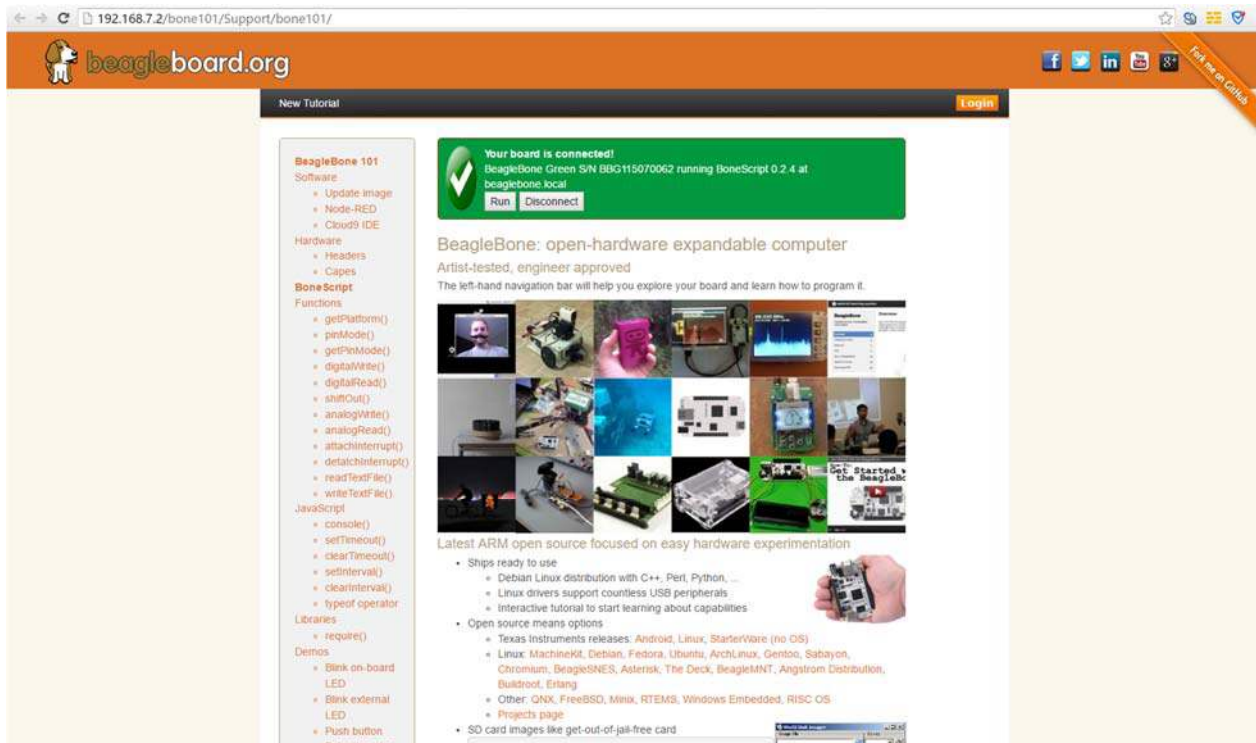 192.168.7.2/bone101/Support/bone101/
beagleboard.org
Fork me on GitHub
New Tutorial
Login
BeagleBone 101
Software
Update image
Node-RED
Cloud9 IDE
Hardware
Headers
Capes
BoneScript
Functions
getPlatform()
pinMode()
getPinMode()
digitalWrite()
digitalRead()
shiftOut()
analogWrite()
analogRead()
attachInterrupt()
detatchInterrupt()
readTextFile()
writeTextFile()
JavaScript
console()
setTimeout()
clearTimeout()
setInterval()
clearInterval()
typeof operator
Libraries
require()
Demos
Blink on-board
LED
Blink external
LED
Push button
Your board is connected!
BeagleBone Green S/N BBG115070062 running BoneScript 0.2.4 at
beaglebone.local
Run Disconnect
BeagleBone: open-hardware expandable computer
Artist-tested, engineer approved
The left-hand navigation bar will help you explore your board and learn how to program it.
BeagleBone
Get Started w
the BeagleBo
Latest ARM open source focused on easy hardware experimentation
Ships ready to use
Debian Linux distribution with C++, Perl, Python, ...
Linux drivers support countless USB peripherals
Interactive tutorial to start learning about capabilities
Open source means options
Texas Instruments releases: Android, Linux, StarterWare (no OS)
Linux: MachineKit, Debian, Fedora, Ubuntu, ArchLinux, Gentoo, Sabayon,
Chromium, BeagleSNES, Asterisk, The Deck, BeagleMNT, Angstrom Distribution,
Buildroot, Erlang
Other: QNX, FreeBSD, Minix, RTEMS, Windows Embedded, RISC OS
Projects page
SD card images like get-out-of-jail-free card